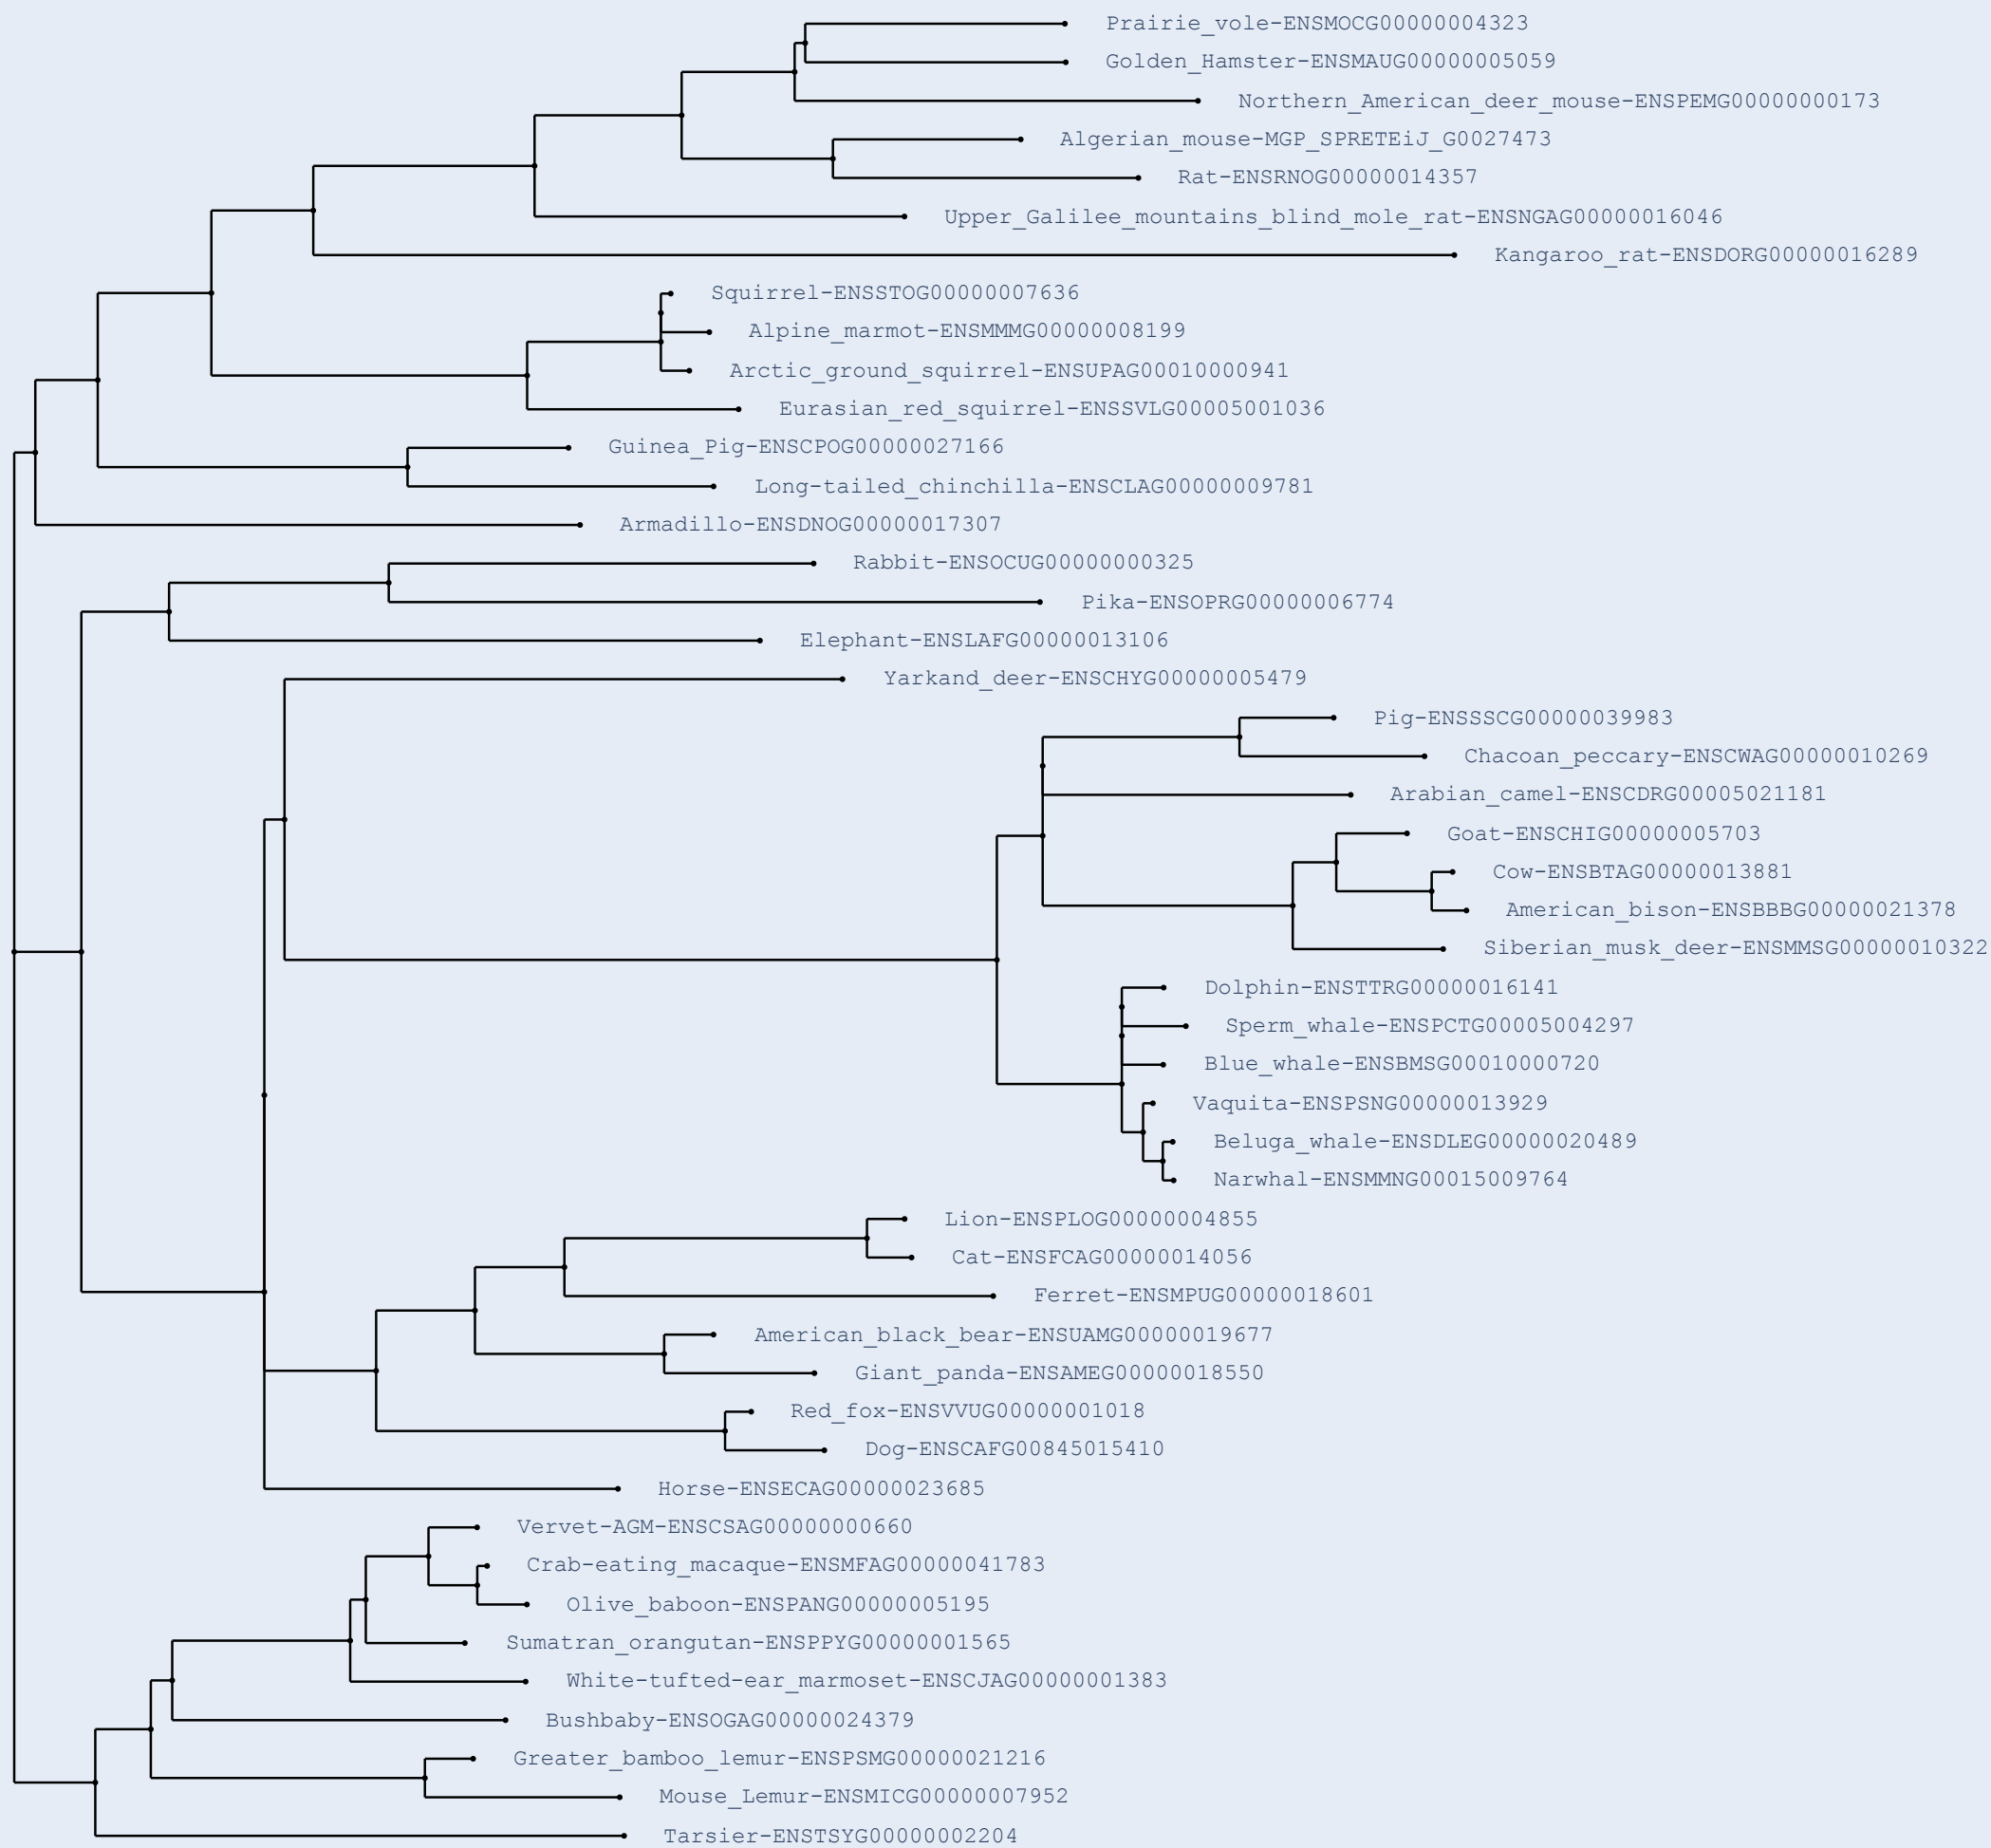 Prairie_vole-ENSMOCG00000004323
Golden_Hamster-ENSMAUG00000005059
Northern_American_deer_mouse-ENSPEMG00000000173
Algerian_mouse-MGP_SPRETEiJ_G0027473
Rat-ENSRNOG00000014357
Upper_Galilee_mountains_blind_mole_rat-ENSNGAG00000016046
Kangaroo_rat-ENSDORG00000016289
Squirrel-ENSSTOG00000007636
Alpine_marmot-ENSMMMG00000008199
Arctic_ground_squirrel-ENSUPAG00010000941
Eurasian_red_squirrel-ENSSVLG00005001036
Guinea_Pig-ENSCPOG00000027166
Long-tailed_chinchilla-ENSCLAG00000009781
Armadillo-ENSDNOG00000017307
Rabbit-ENSOCUG00000000325
Pika-ENSOPRG00000006774
Elephant-ENSLAFG00000013106
Yarkand_deer-ENSCHYG00000005479
Pig-ENSSSCG00000039983
Chacoan_peccary-ENSCWAG00000010269
Arabian_camel-ENSCDRG00005021181
Goat-ENSCHIG00000005703
Cow-ENSBTAG00000013881
American_bison-ENSBBBG00000021378
Siberian_musk_deer-ENSMMSG00000010322
Dolphin-ENSTTRG00000016141
Sperm_whale-ENSPCTG00005004297
Blue_whale-ENSBMSG00010000720
Vaquita-ENSPSNG00000013929
Beluga_whale-ENSDLEG00000020489
Narwhal-ENSMMNG00015009764
Lion-ENSPLOG00000004855
Cat-ENSFCAG00000014056
Ferret-ENSMPUG00000018601
American_black_bear-ENSUAMG00000019677
Giant_panda-ENSAMEG00000018550
Red_fox-ENSVVUG00000001018
Dog-ENSCAFG00845015410
Horse-ENSECAG00000023685
Vervet-AGM-ENSCSAG00000000660
Crab-eating_macaque-ENSMFAG00000041783
Olive_baboon-ENSPANG00000005195
Sumatran_orangutan-ENSPPYG00000001565
White-tufted-ear_marmoset-ENSCJAG00000001383
Bushbaby-ENSOGAG00000024379
Greater_bamboo_lemur-ENSPSMG00000021216
Mouse_Lemur-ENSMICG00000007952
Tarsier-ENSTSYG00000002204